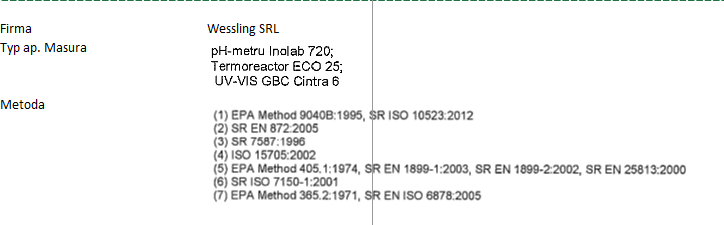 Firma Wessling SRL
Typ ap. Masura pH-metru Inolab 720;
Termoreactor ECO 25;
UV-VIS GBC Cintra 6
Metoda
(1) EPA Method 9040B:1995, SR ISO 10523:2012
(2) SR EN 872:2005
(3) SR 7587:1996
(4) ISO 15705:2002
(5) EPA Method 405.1:1974, SR EN 1899-1:2003, SR EN 1899-2:2002, SR EN 25813:2000
(6) SR ISO 7150-1:2001
(7) EPA Method 365.2:1971, SR EN ISO 6878:2005